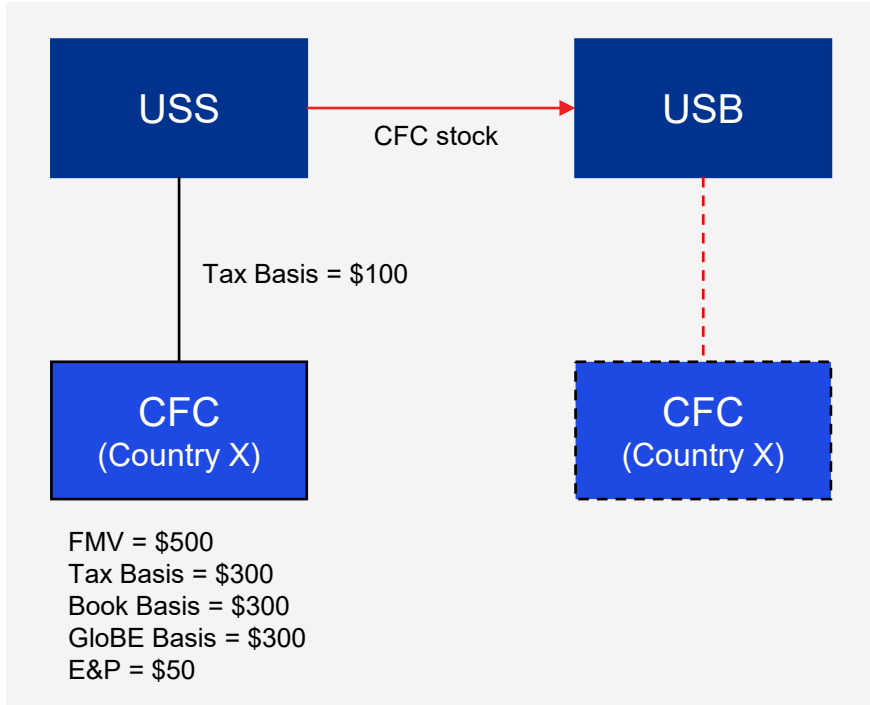 USS
USB
CFC stock
Tax Basis = $100
CFC
(Country X)
CFC
(Country X)
FMV = $500
Tax Basis = $300
Book Basis = $300
GloBE Basis = $300
E&P = $50